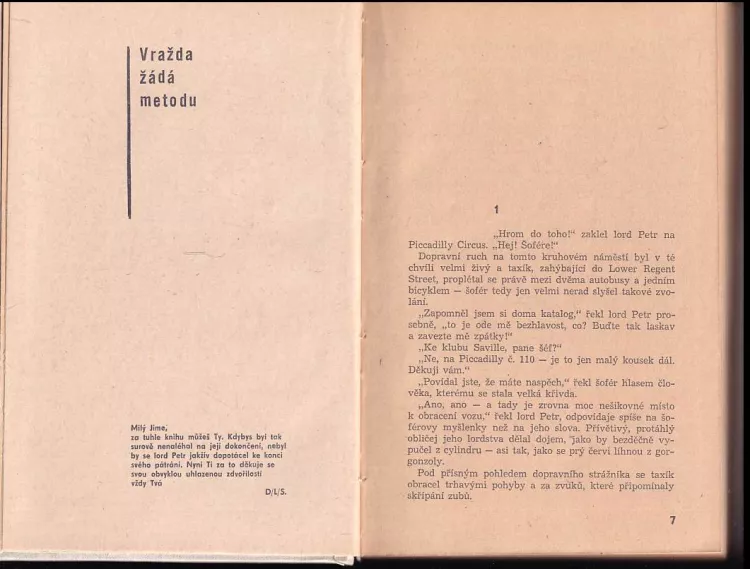 Vražda
žádá
metodu
Milý Jime,
za tuhle knihu můžeš Ty. Kdybys byl tak
surově nenaléhal na její dokončení, nebyl
by se lord Petr jakživ dopotácel ke konci
svého pátrání. Nyní Ti za to děkuje se
svou obvyklou uhlazenou zdvořilostí
vždy Tvá
D/L/S.
1
„Hrom do toho!“ zaklel lord Petr na
Piccadilly Circus. „Hej! Šofére!“
Dopravní ruch na tomto kruhovém náměstí byl v té
chvíli velmi živý a taxík, zahýbající do Lower Regent
Street, proplétal se právě mezi dvěma autobusy a jedním
bicyklem — šofér tedy jen velmi nerad slyšel takové zvo-
lání.
„Zapomněl jsem si doma katalog,“ řekl lord Petr pro-
sebně, „to je ode mě bezhlavost, co? Buďte tak laskav
a zavezte mě zpátky!“
„Ke klubu Saville, pane šéf?“
„Ne, na Piccadilly č. 110 — je to jen malý kousek dál.
Děkuji vám.“
„Povídal jste, že máte naspěch,“ řekl šofér hlasem člo-
věka, kterému se stala velká křivda.
„Ano, ano — a tady je zrovna moc nešikovné místo
k obracení vozu,“ řekl lord Petr, odpovídaje spíše na šo-
férovy myšlenky než na jeho slova. Přívětivý, protáhlý
obličej jeho lordstva dělal dojem, jako by bezděčně vy-
pučel z cylindru — asi tak, jako se prý červi líhnou z gor-
gonzoly.
Pod přísným pohledem dopravního strážníka se taxík
obracel trhavými pohyby a za zvuků, které připomínaly
skřípání zubů.
7